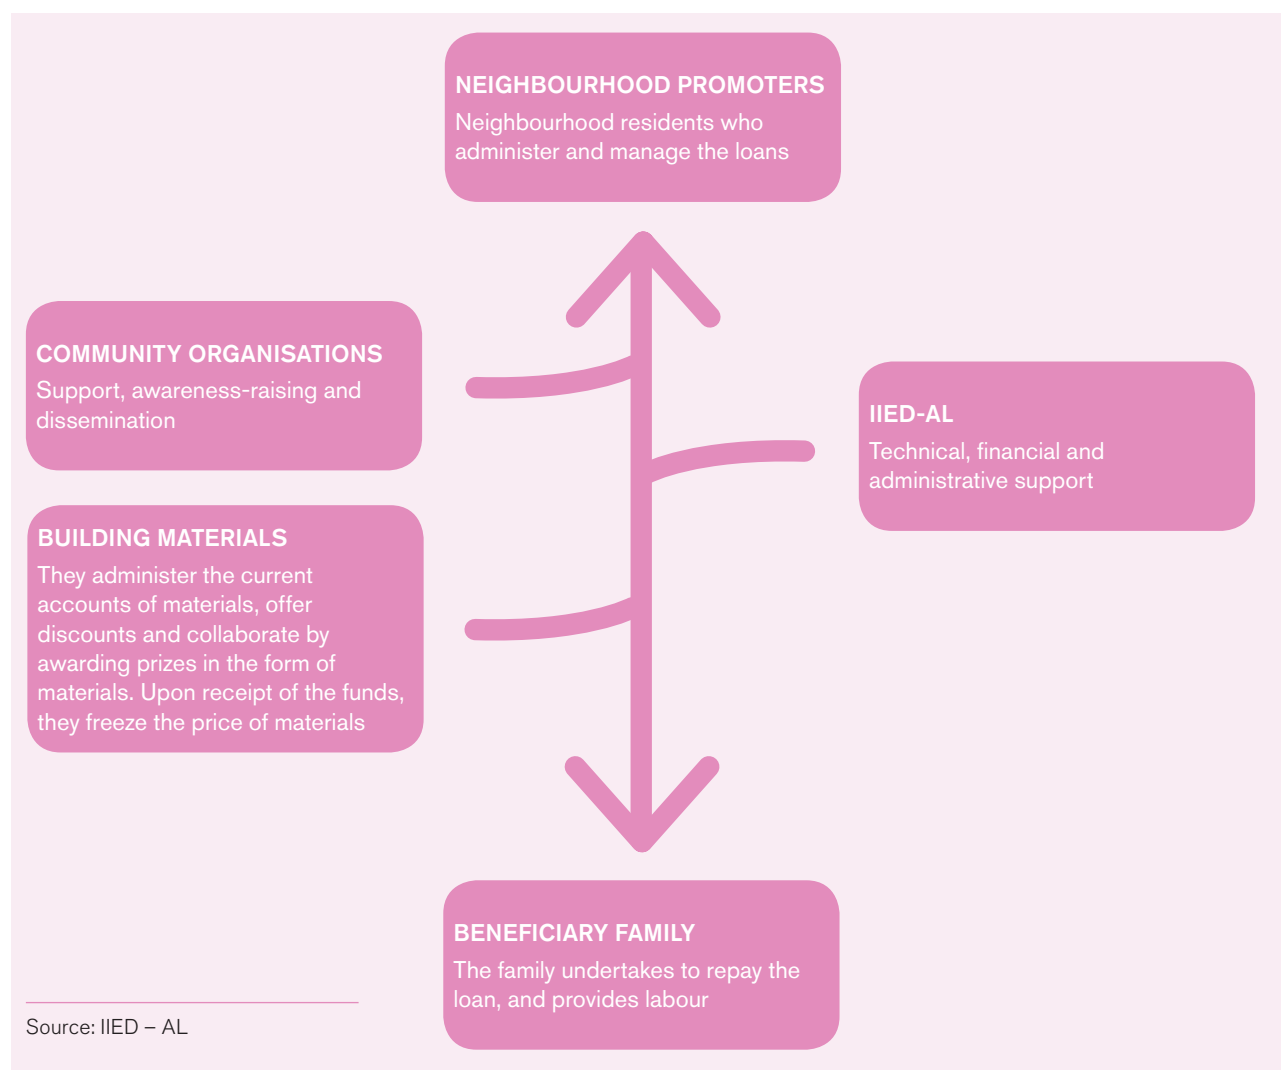 NEIGHBOURHOOD PROMOTERS
Neighbourhood residents who
administer and manage the loans
COMMUNITY ORGANISATIONS
Support, awareness-raising and
dissemination
IIED-AL
Technical, financial and
administrative support
BUILDING MATERIALS
They administer the current
accounts of materials, offer
discounts and collaborate by
awarding prizes in the form of
materials. Upon receipt of the funds,
they freeze the price of materials
BENEFICIARY FAMILY
The family undertakes to repay the
loan, and provides labour
Source: IIED – AL